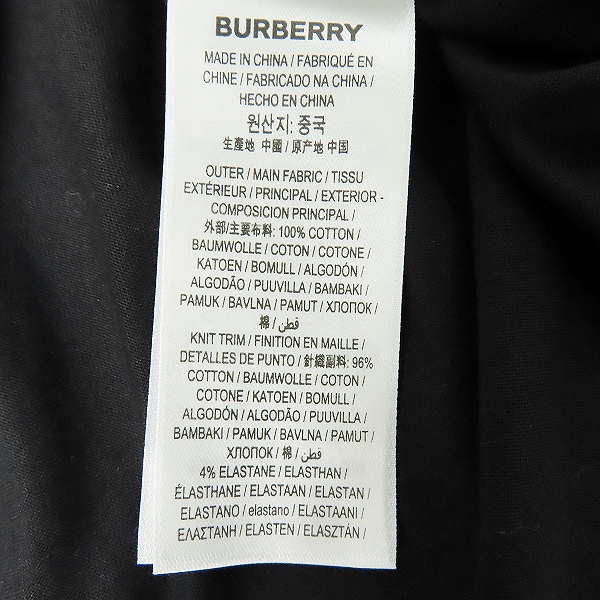 BURBERRY
MADE IN CHINA / FABRIQUÉ EN
CHINE / FABRICADO NA CHINA /
HECHO EN CHINA
원산지: 중국
生產地 中國 / 原产地 中国
OUTER / MAIN FABRIC / TISSU
EXTÉRIEUR / PRINCIPAL / EXTERIOR -
COMPOSICION PRINCIPAL /
外部/主要布料: 100% COTTON /
BAUMWOLLE / COTON / COTONE /
KATOEN / BOMULL / ALGODÓN /
ALGODÃO / PUUVILLA / BAMBAKI /
PAMUK / BAVLNA / PAMUT / ХЛОПОК /
棉 / قطن /
KNIT TRIM / FINITION EN MAILLE /
DETALLES DE PUNTO / 針織副料: 96%
COTTON / BAUMWOLLE / COTON /
COTONE / KATOEN / BOMULL /
ALGODÓN / ALGODÃO / PUUVILLA /
BAMBAKI / PAMUK / BAVLNA / PAMUT /
ХЛОПОК / 棉 / قطن /
4% ELASTANE / ELASTHAN /
ÉLASTHANE / ELASTAAN / ELASTAN /
ELASTANO / elastano / ELASTAANI /
ΕΛΑΣΤΑΝΗ / ELASTEN / ELASZTÁN /